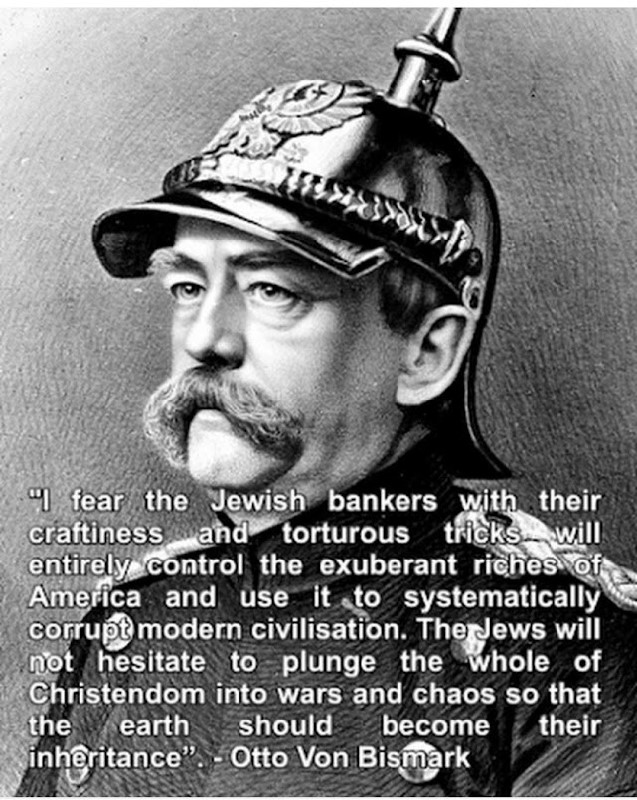 "I fear the Jewish bankers with their
craftiness and torturous tricks will
entirely control the exuberant riches of
America and use it to systematically
corrupt modern civilisation. The Jews will
not hesitate to plunge the whole of
Christendom into wars and chaos so that
the earth should become their
inheritance”. - Otto Von Bismark